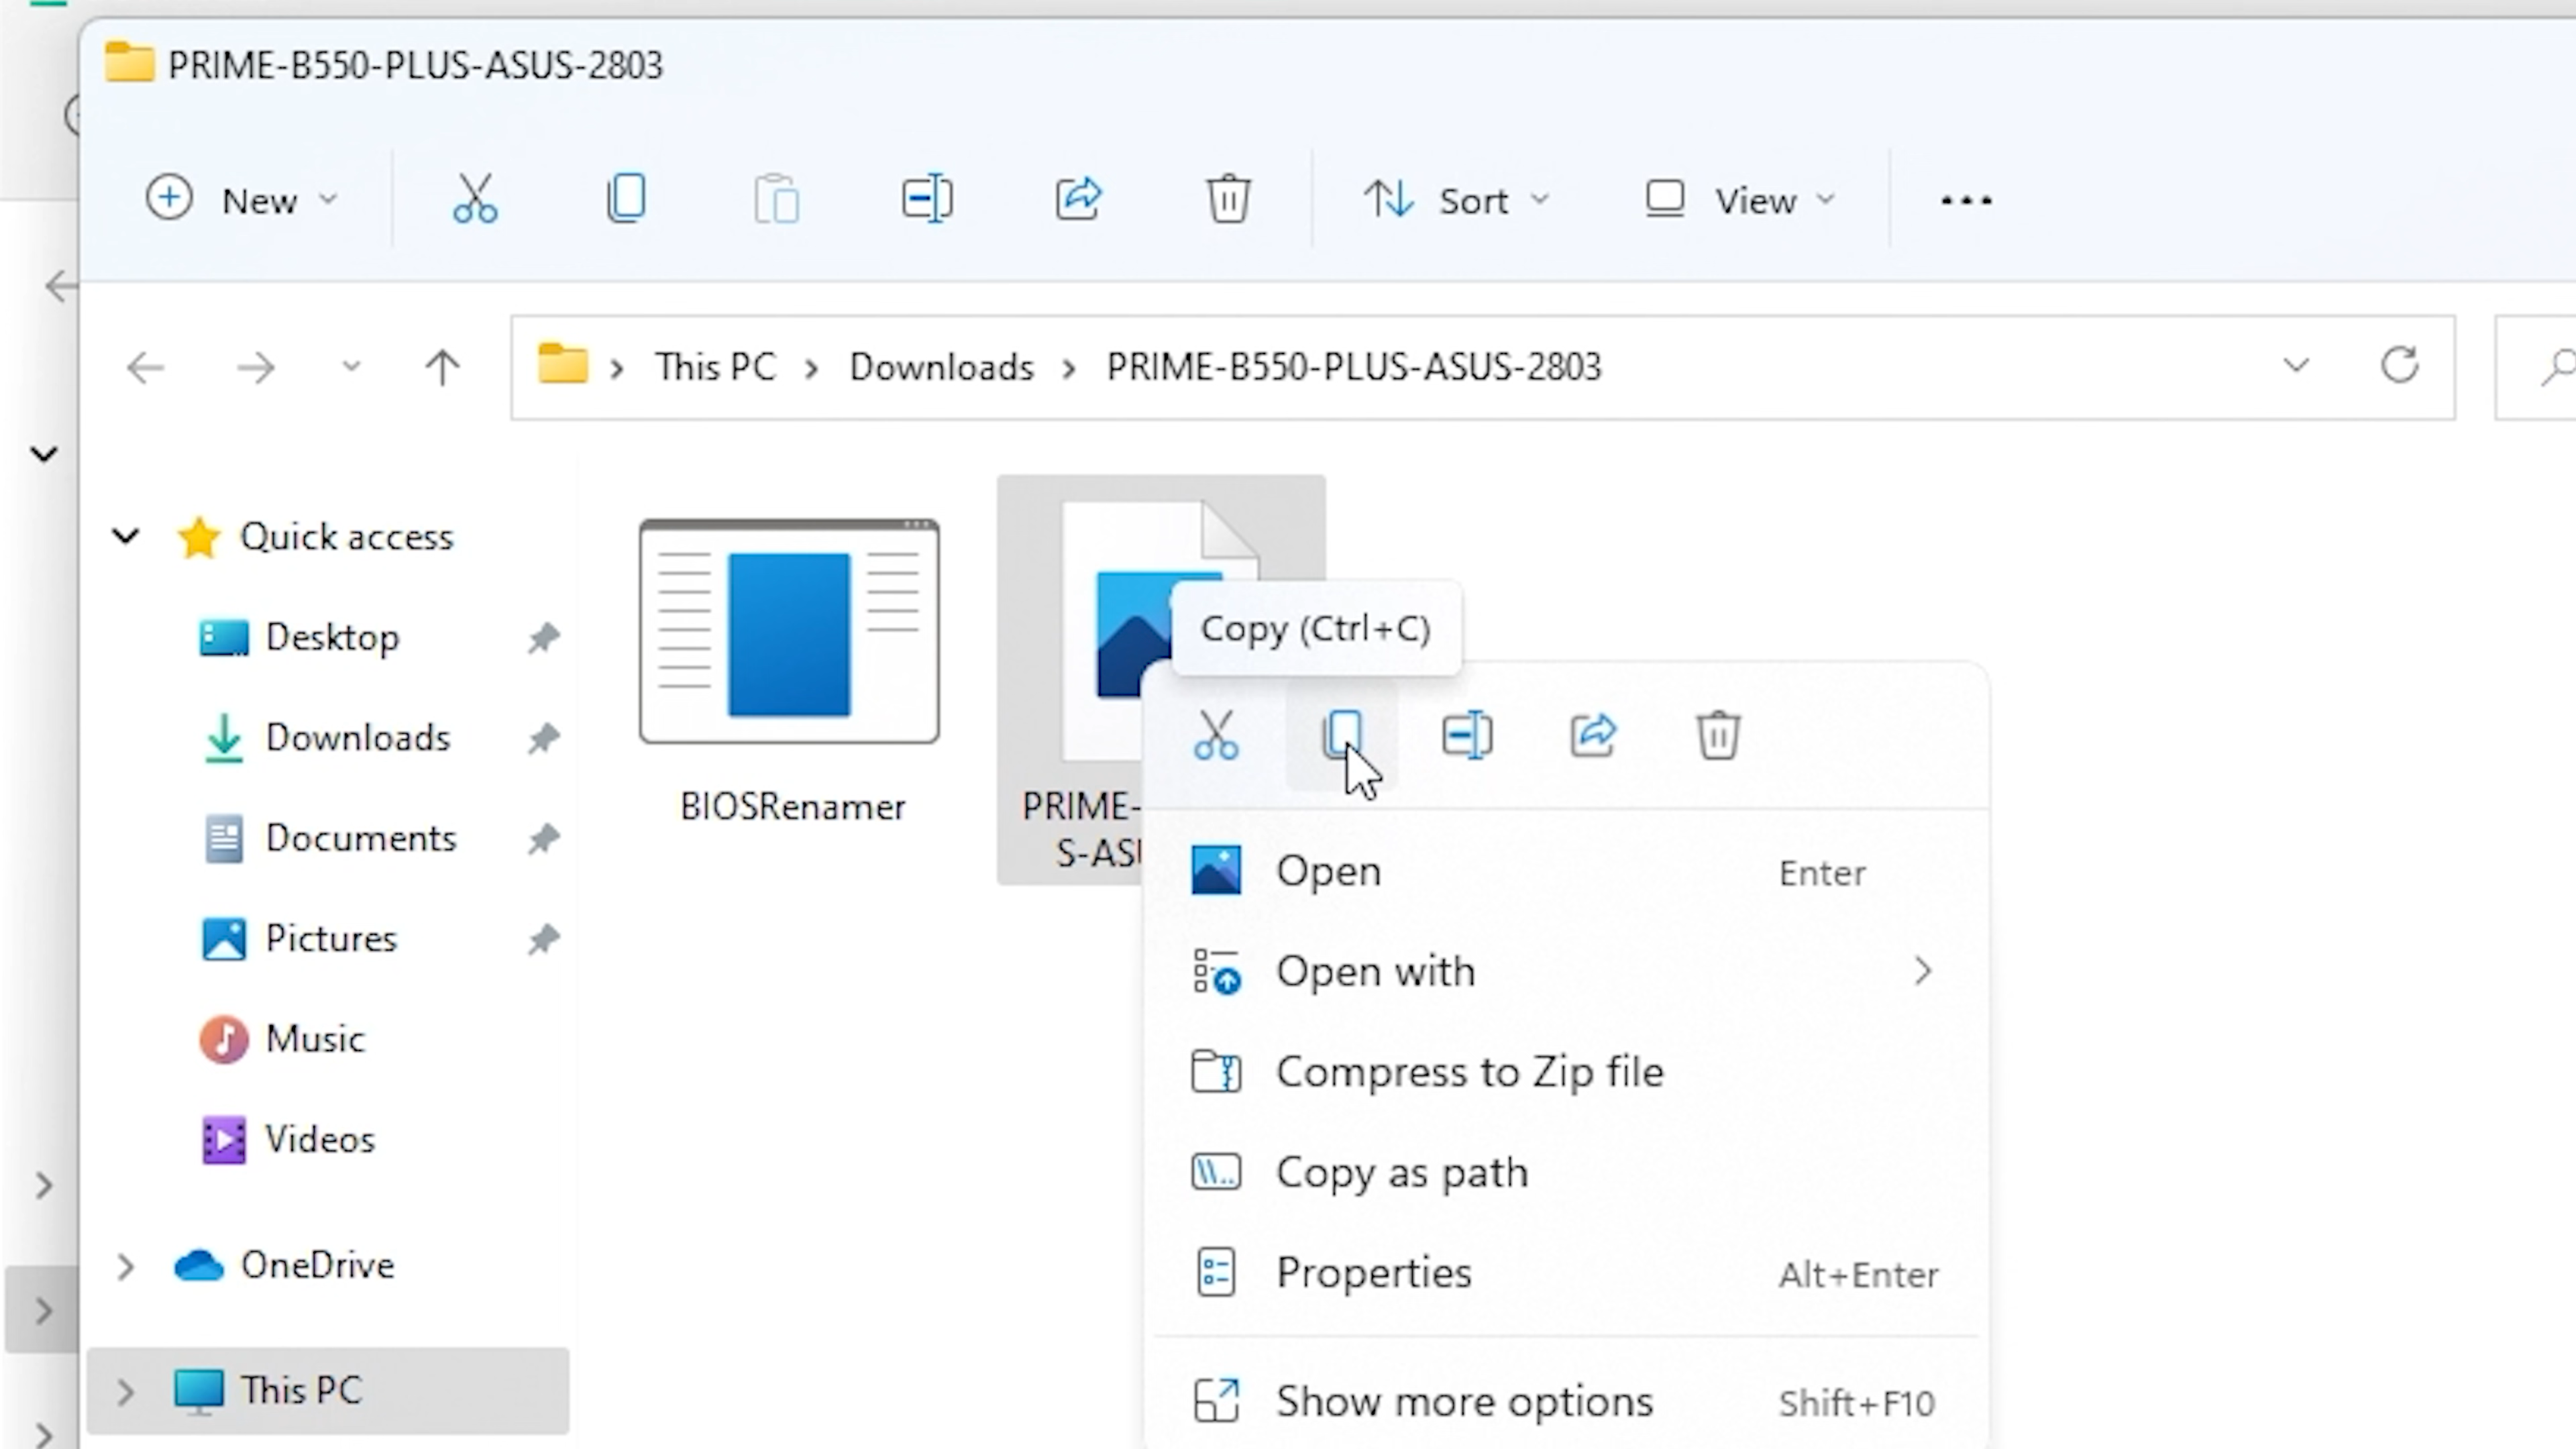 PRIME-B550-PLUS-ASUS-2803
New
Sort
View
This PC > Downloads > PRIME-B550-PLUS-ASUS-2803
Quick access
Desktop
Downloads
Documents
Pictures
Music
Videos
OneDrive
This PC
BIOSRenamer
PRIME-
S-ASU
Copy (Ctrl+C)
Open Enter
Open with
Compress to Zip file
Copy as path
Properties Alt+Enter
Show more options Shift+F10